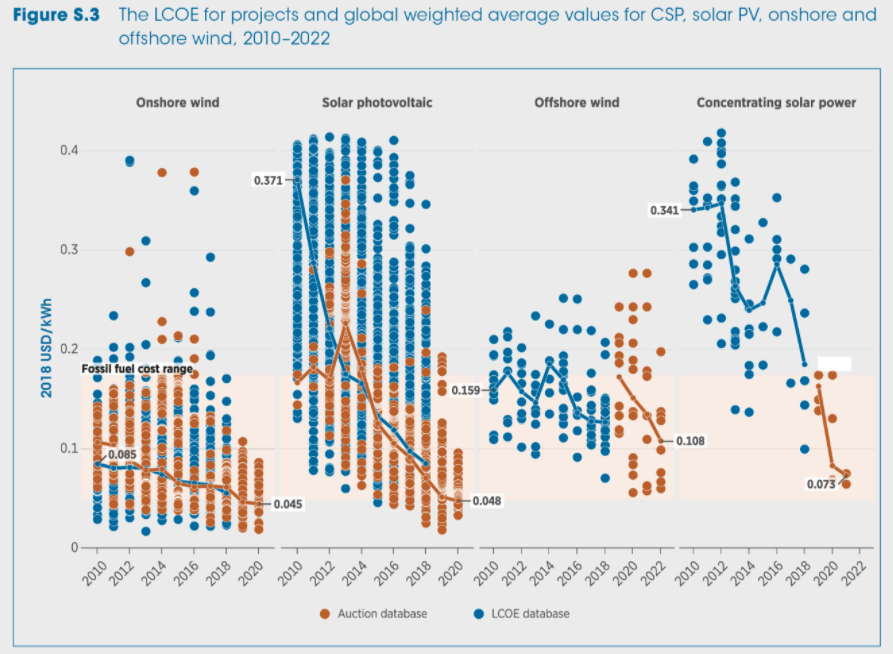 Figure S.3 The LCOE for projects and global weighted average values for CSP, solar PV, onshore and
offshore wind, 2010–2022
Onshore wind
Solar photovoltaic
Offshore wind
Concentrating solar power
2018 USD/kWh
0.4
0.3
0.2
0.1
0
Fossil fuel cost range
0.085
0.045
0.371
0.048
0.159
0.108
0.341
0.073
2010 2012 2014 2016 2018 2020
2010 2012 2014 2016 2018 2020
2010 2012 2014 2016 2018 2020 2022
2010 2012 2014 2016 2018 2020 2022
Auction database
LCOE database